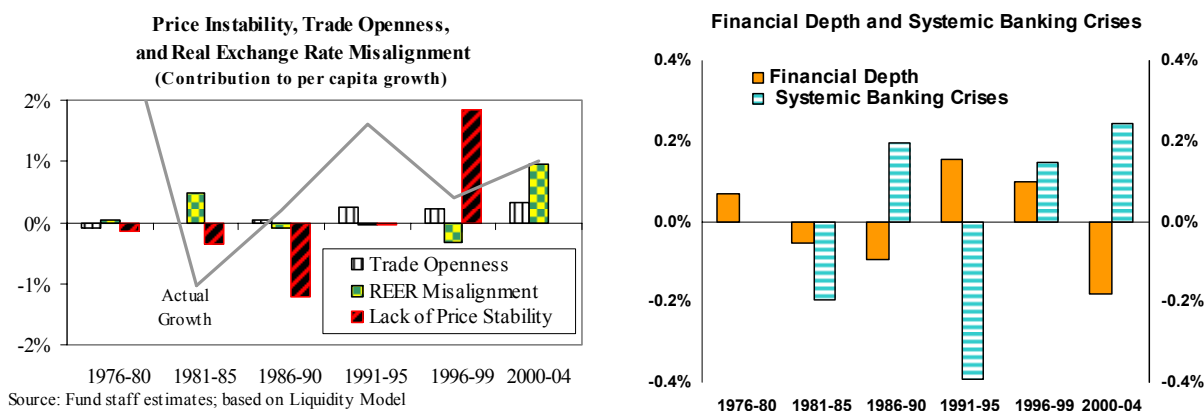 Price Instability, Trade Openness,
and Real Exchange Rate Misalignment
(Contribution to per capita growth)
2%
1%
0%
-1%
-2%
Actual
Growth
Trade Openness
REER Misalignment
Lack of Price Stability
1976-80 1981-85 1986-90 1991-95 1996-99 2000-04
Source: Fund staff estimates; based on Liquidity Model
Financial Depth and Systemic Banking Crises
0.4% 0.4%
Financial Depth
Systemic Banking Crises
0.2% 0.2%
0.0% 0.0%
-0.2% -0.2%
-0.4% -0.4%
1976-80 1981-85 1986-90 1991-95 1996-99 2000-04